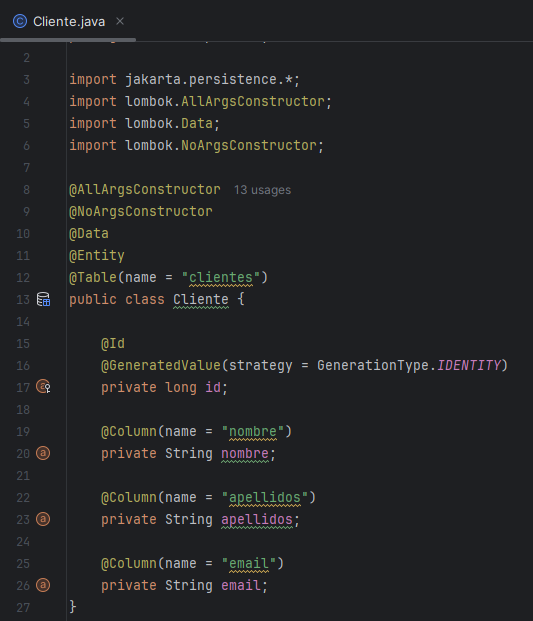 Cliente.java
2
3 import jakarta.persistence.*;
4 import lombok.AllArgsConstructor;
5 import lombok.Data;
6 import lombok.NoArgsConstructor;
7
8 @AllArgsConstructor 13 usages
9 @NoArgsConstructor
10 @Data
11 @Entity
12 @Table(name = "clientes")
13 public class Cliente {
14
15 @Id
16 @GeneratedValue(strategy = GenerationType.IDENTITY)
17 private long id;
18
19 @Column(name = "nombre")
20 private String nombre;
21
22 @Column(name = "apellidos")
23 private String apellidos;
24
25 @Column(name = "email")
26 private String email;
27 }